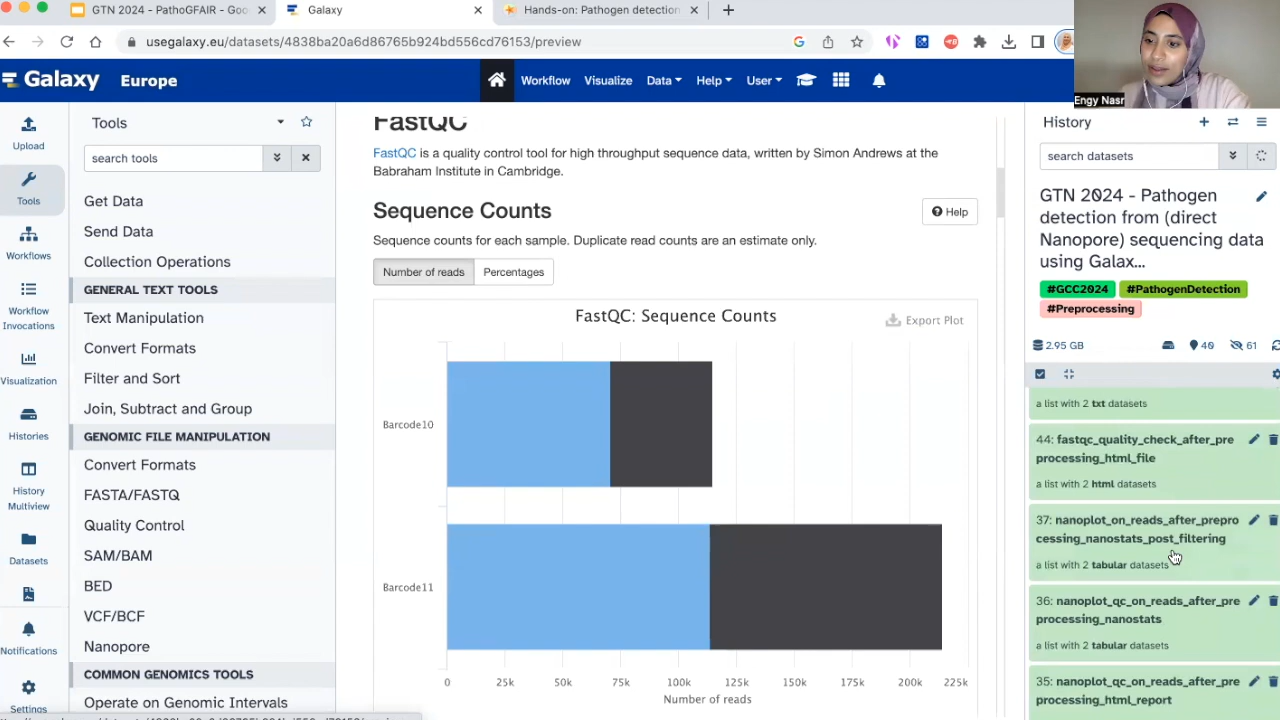 GTN 2024 - PathoGFAIR - Goo
Galaxy
Hands-on: Pathogen detection
usegalaxy.eu/datasets/4838ba20a6d86765b924bd556cd76153/preview
Galaxy Europe
Workflow Visualize Data Help User
Engy Nasr
Upload
Tools
Workflows
Workflow
Invocations
Visualization
Histories
History
Multiview
Datasets
Notifications
Settings
Tools
search tools
Get Data
Send Data
Collection Operations
GENERAL TEXT TOOLS
Text Manipulation
Convert Formats
Filter and Sort
Join, Subtract and Group
GENOMIC FILE MANIPULATION
Convert Formats
FASTA/FASTQ
Quality Control
SAM/BAM
BED
VCF/BCF
Nanopore
COMMON GENOMICS TOOLS
Operate on Genomic Intervals
FastQC
FastQC is a quality control tool for high throughput sequence data, written by Simon Andrews at the
Babraham Institute in Cambridge.
Sequence Counts
Help
Sequence counts for each sample. Duplicate read counts are an estimate only.
Number of reads Percentages
FastQC: Sequence Counts
Export Plot
Barcode10
Barcode11
0 25k 50k 75k 100k 125k 150k 175k 200k 225k
Number of reads
History
search datasets
GTN 2024 - Pathogen
detection from (direct
Nanopore) sequencing data
using Galax...
#GCC2024 #PathogenDetection
#Preprocessing
2.95 GB 40 61
a list with 2 txt datasets
44: fastqc_quality_check_after_pre
processing_html_file
a list with 2 html datasets
37: nanoplot_on_reads_after_prepro
cessing_nanostats_post_filtering
a list with 2 tabular datasets
36: nanoplot_qc_on_reads_after_pre
processing_nanostats
a list with 2 tabular datasets
35: nanoplot_qc_on_reads_after_pre
processing_html_report